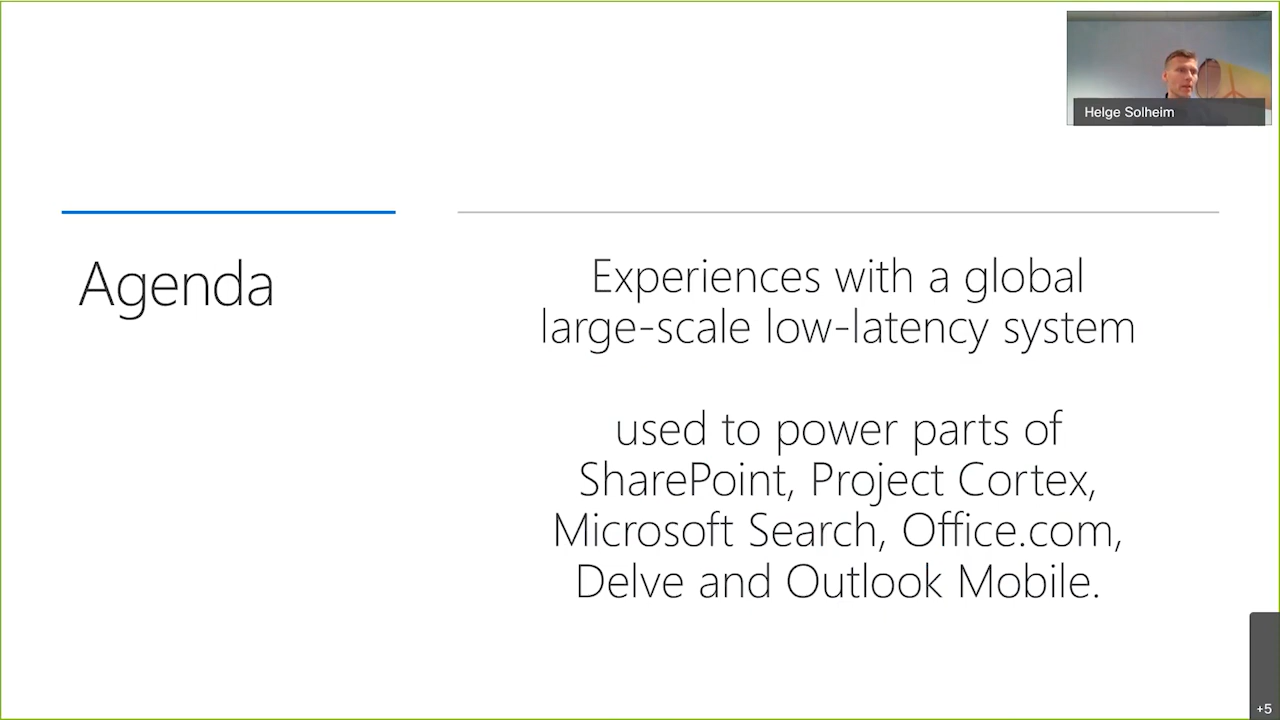 Helge Solheim
Agenda
Experiences with a global
large-scale low-latency system
used to power parts of
SharePoint, Project Cortex,
Microsoft Search, Office.com,
Delve and Outlook Mobile.
+5